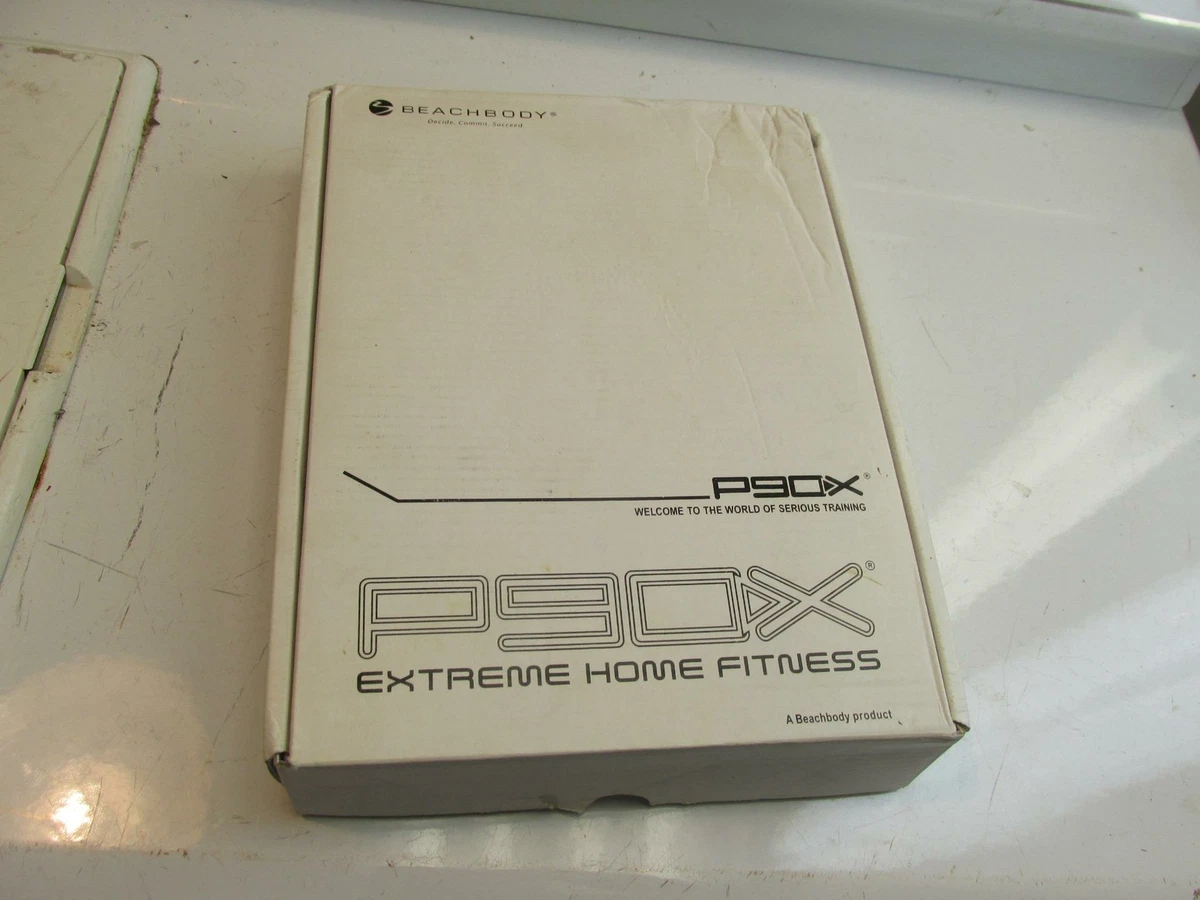 BEACHBODY®
Decide. Commit. Succeed.
P90X®
WELCOME TO THE WORLD OF SERIOUS TRAINING
P90X®
EXTREME HOME FITNESS
A Beachbody product